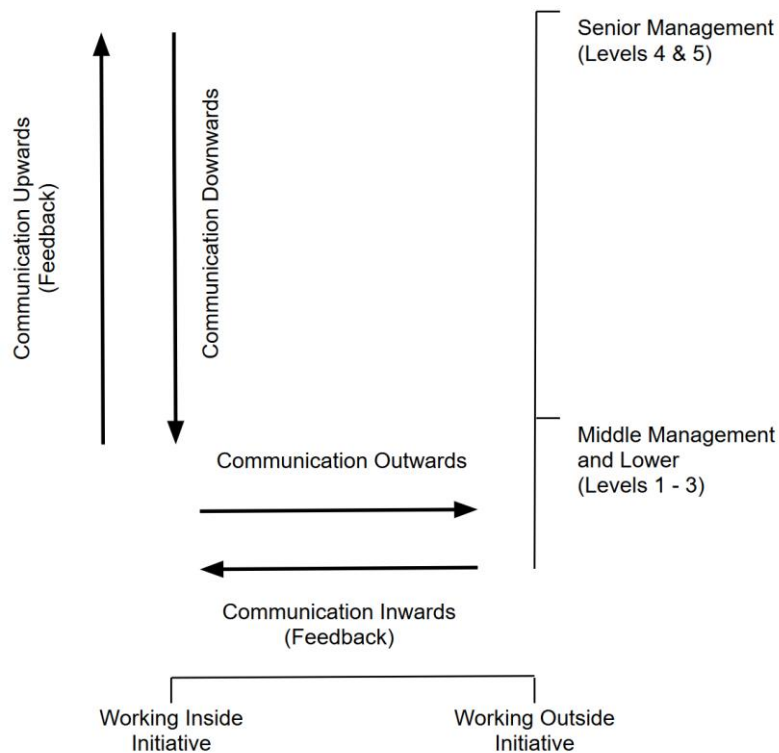 Senior Management
(Levels 4 & 5)
Communication Upwards
(Feedback)
Communication Downwards
Communication Outwards
Middle Management
and Lower
(Levels 1 - 3)
Communication Inwards
(Feedback)
Working Inside
Initiative
Working Outside
Initiative